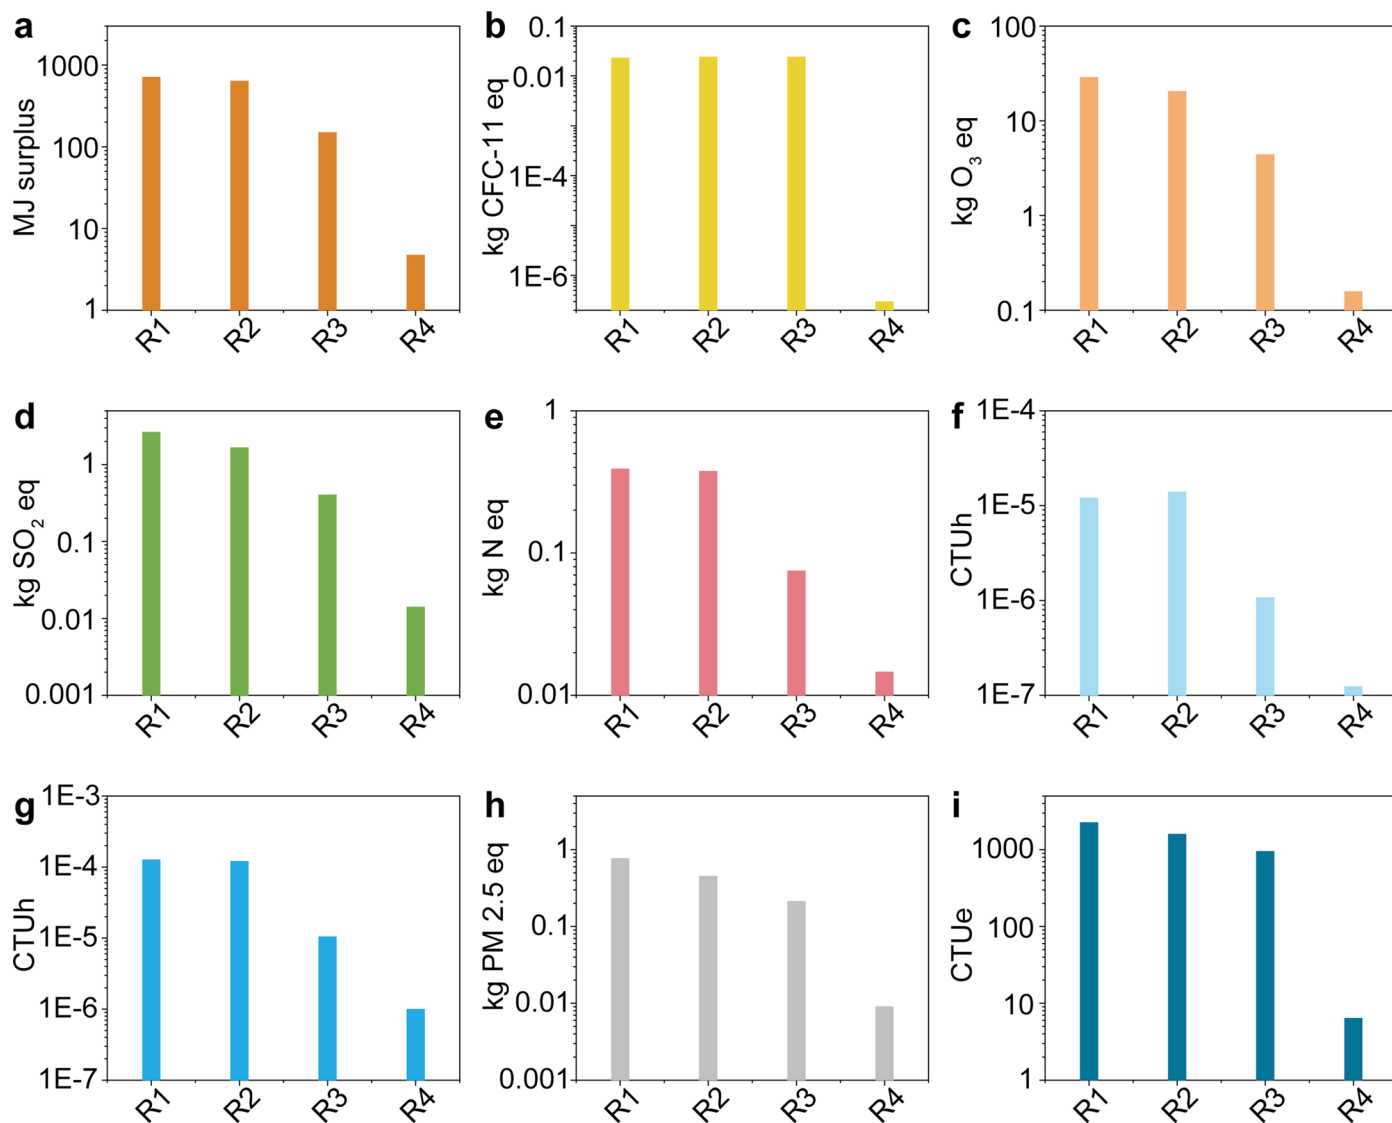 a
MJ surplus
1000
100
10
1
R1 R2 R3 R4
b
kg CFC-11 eq
0.1
0.01
1E-4
1E-6
R1 R2 R3 R4
c
kg O₃ eq
100
10
1
0.1
R1 R2 R3 R4
d
kg SO₂ eq
1
0.1
0.01
0.001
R1 R2 R3 R4
e
kg N eq
1
0.1
0.01
R1 R2 R3 R4
f
CTUh
1E-4
1E-5
1E-6
1E-7
R1 R2 R3 R4
g
CTUh
1E-3
1E-4
1E-5
1E-6
1E-7
R1 R2 R3 R4
h
kg PM 2.5 eq
1
0.1
0.01
0.001
R1 R2 R3 R4
i
CTUe
1000
100
10
1
R1 R2 R3 R4